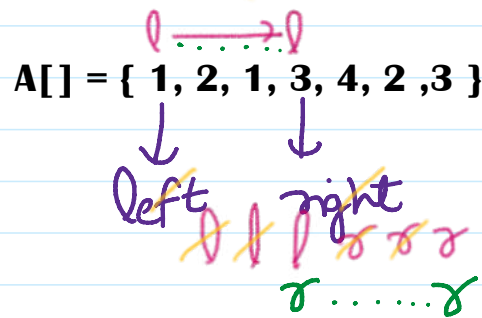 l l
A[] = { 1, 2, 1, 3, 4, 2 ,3 }
left right
l l l r r r
r ...... r